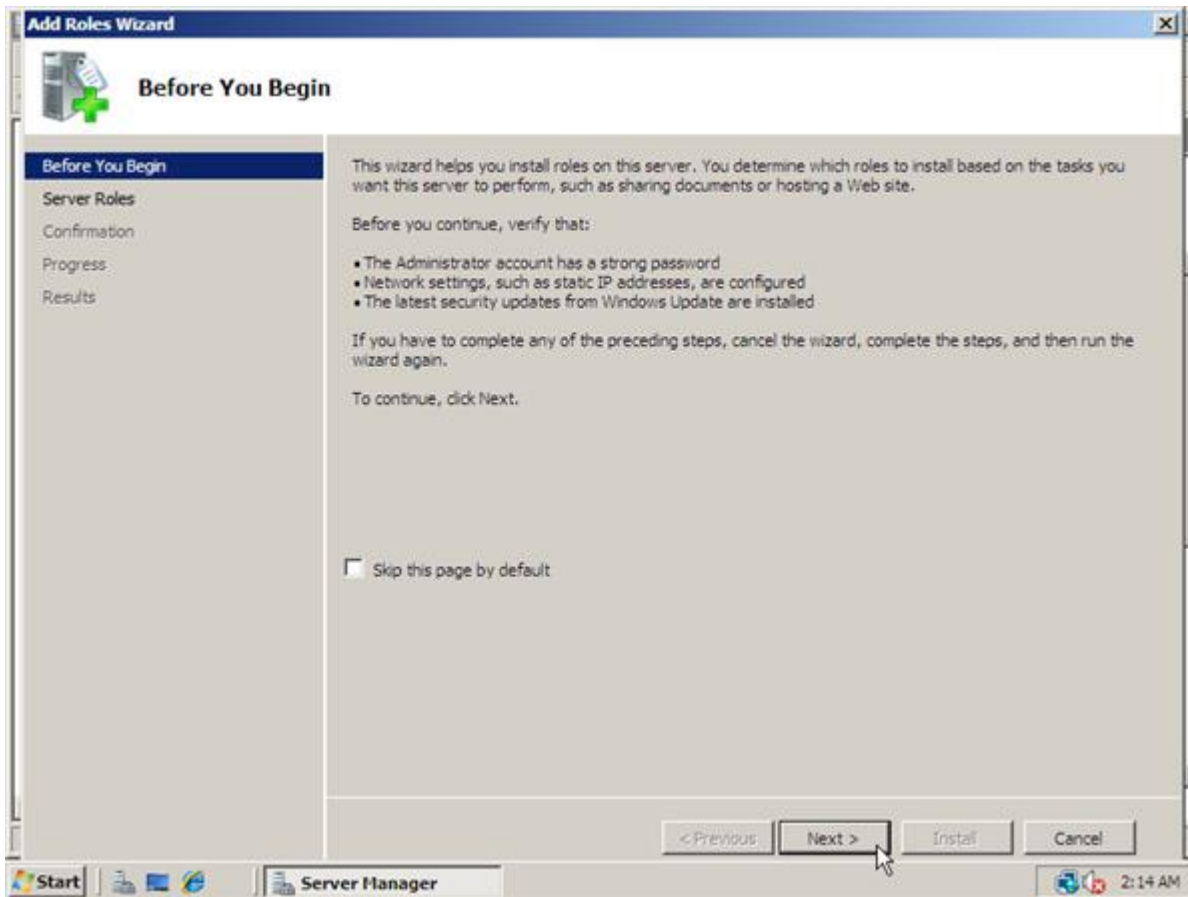 Add Roles Wizard
Before You Begin
Before You Begin
Server Roles
Confirmation
Progress
Results
This wizard helps you install roles on this server. You determine which roles to install based on the tasks you
want this server to perform, such as sharing documents or hosting a Web site.
Before you continue, verify that:
• The Administrator account has a strong password
• Network settings, such as static IP addresses, are configured
• The latest security updates from Windows Update are installed
If you have to complete any of the preceding steps, cancel the wizard, complete the steps, and then run the
wizard again.
To continue, click Next.
Skip this page by default
< Previous Next > Install Cancel
Start Server Manager 2:14 AM